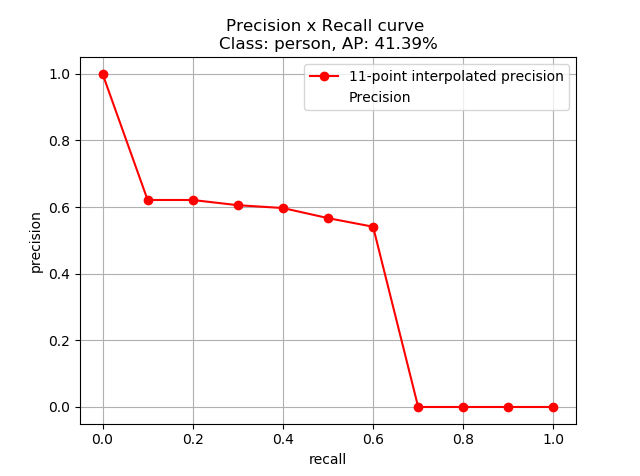 Precision x Recall curve
Class: person, AP: 41.39%
11-point interpolated precision
Precision
1.0
0.8
0.6
0.4
0.2
0.0
precision
0.0 0.2 0.4 0.6 0.8 1.0
recall